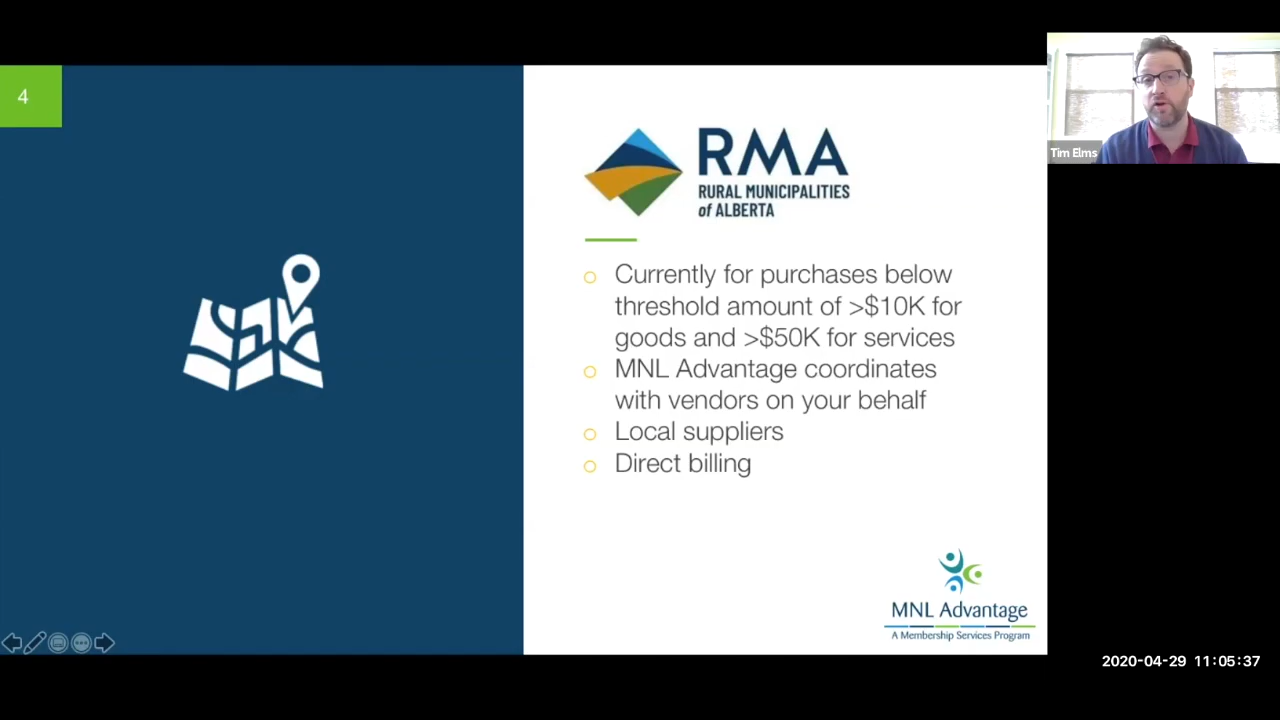 4
RMA
RURAL MUNICIPALITIES
of ALBERTA
Currently for purchases below
threshold amount of >$10K for
goods and >$50K for services
MNL Advantage coordinates
with vendors on your behalf
Local suppliers
Direct billing
MNL Advantage
A Membership Services Program
Tim Elms
2020-04-29 11:05:37